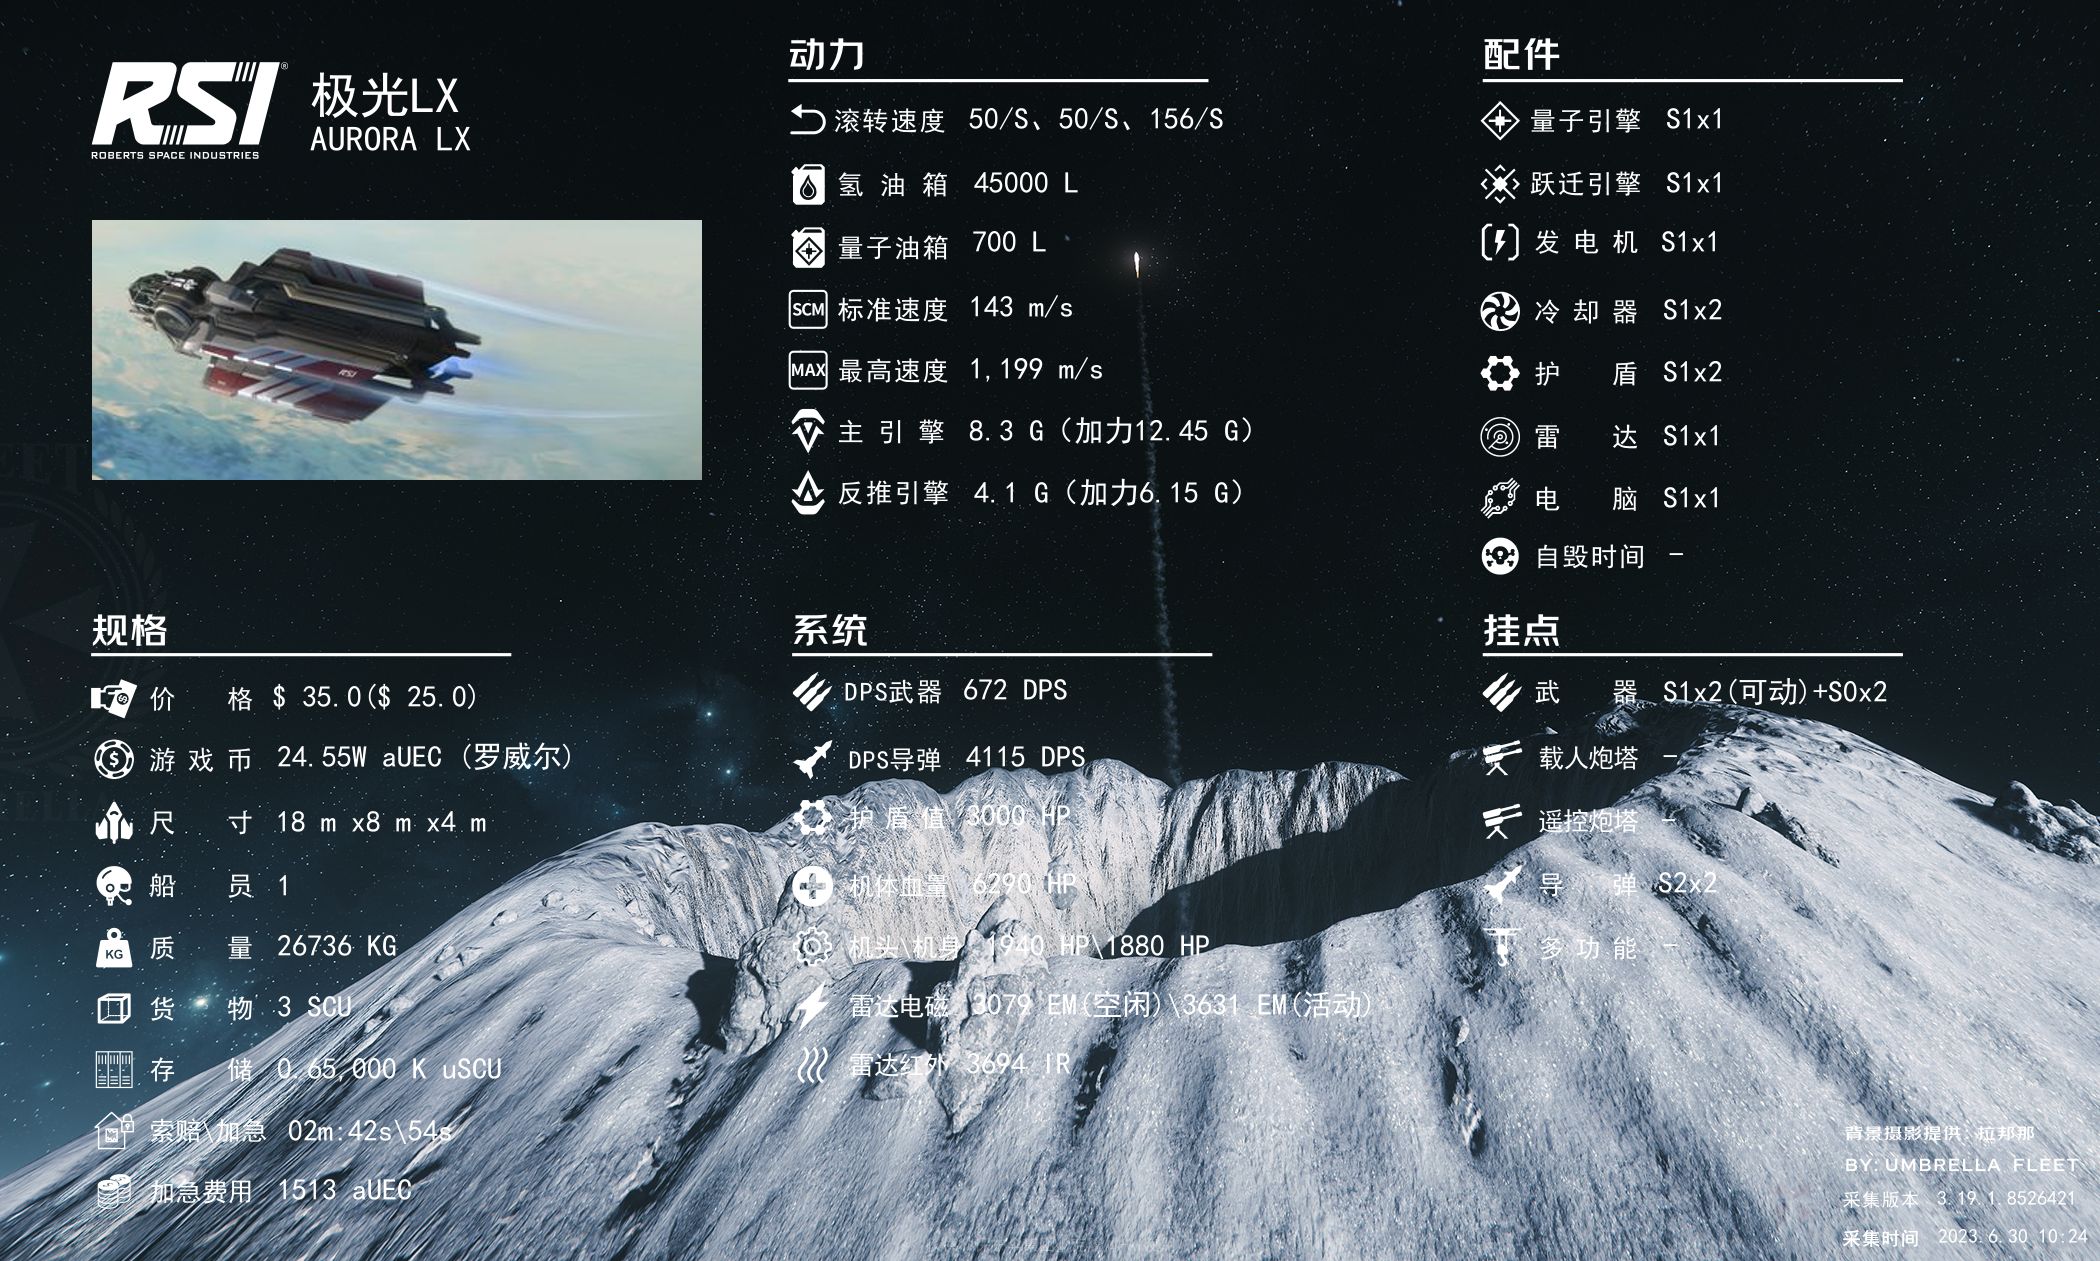 RSI®
ROBERTS SPACE INDUSTRIES
极光LX
AURORA LX
RSI
动力
滚转速度 50/S、50/S、156/S
氢油箱 45000 L
量子油箱 700 L
SCM 标准速度 143 m/s
MAX 最高速度 1,199 m/s
主引擎 8.3 G（加力12.45 G）
反推引擎 4.1 G（加力6.15 G）
配件
量子引擎 S1x1
跃迁引擎 S1x1
发电机 S1x1
冷却器 S1x2
护盾 S1x2
雷达 S1x1
电脑 S1x1
自毁时间 -
规格
价格 $ 35.0($ 25.0)
游戏币 24.55W aUEC (罗威尔)
尺寸 18 m x8 m x4 m
船员 1
KG 质量 26736 KG
货物 3 SCU
存储 0.65,000 K uSCU
索赔\加急 02m:42s\54s
加急费用 1513 aUEC
系统
DPS武器 672 DPS
DPS导弹 4115 DPS
护盾值 3000 HP
机体血量 6290 HP
机头\机身 1940 HP\1880 HP
雷达电磁 3079 EM(空闲)\3631 EM(活动)
雷达红外 3694 IR
挂点
武器 S1x2(可动)+S0x2
载人炮塔 -
遥控炮塔 -
导弹 S2x2
多功能 -
背景摄影提供：拉邦那
BY: UMBRELLA FLEET
采集版本 3.19.1.8526421
采集时间 2023.6.30 10:24